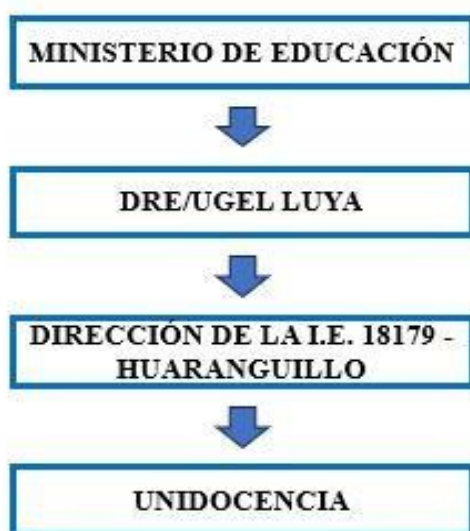 MINISTERIO DE EDUCACIÓN
DRE/UGEL LUYA
DIRECCIÓN DE LA I.E. 18179 -
HUARANGUILLO
UNIDOCENCIA